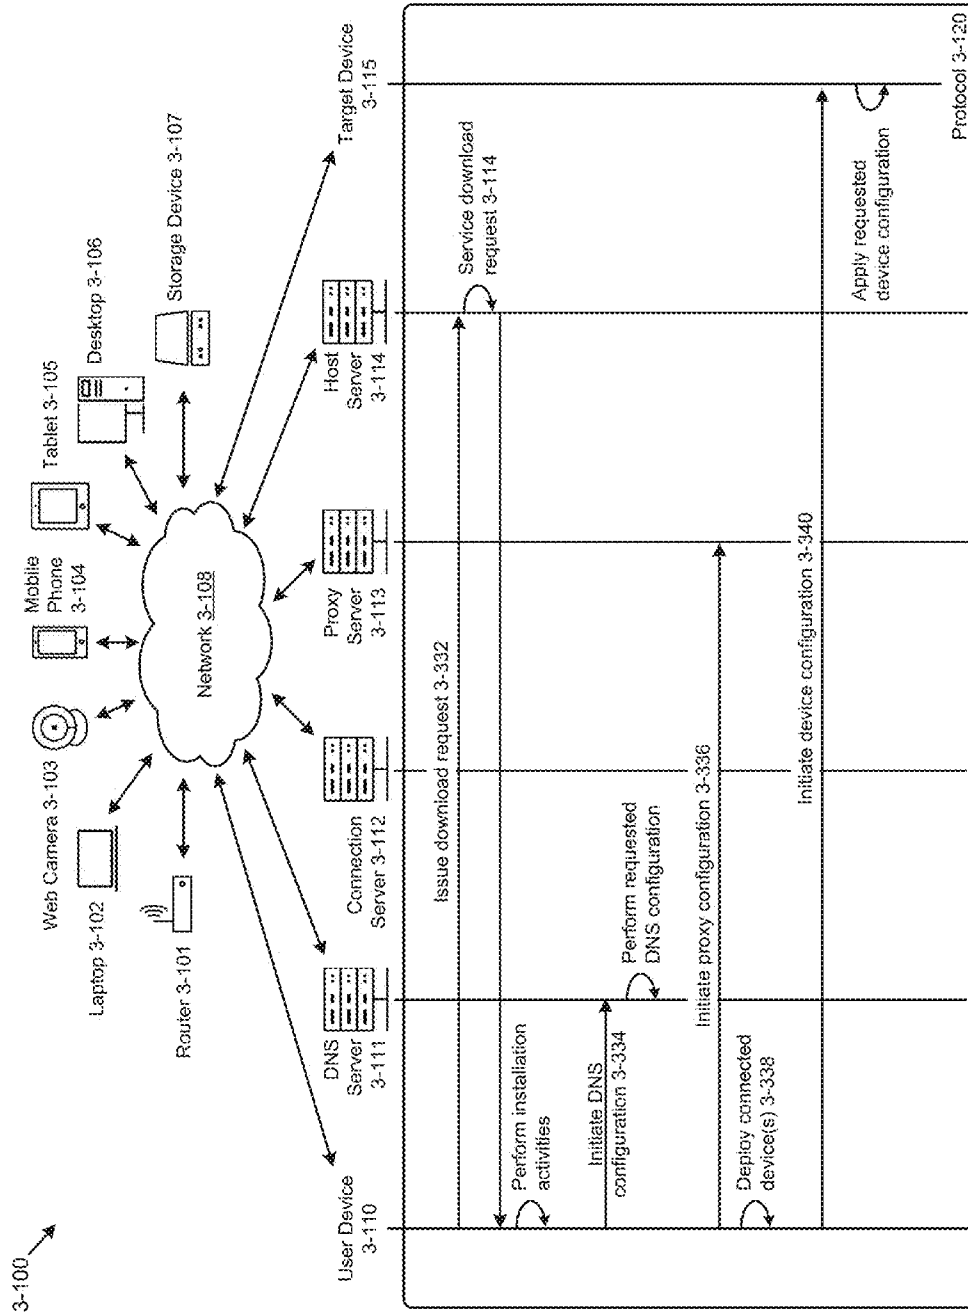 3-100
Router 3-101
Laptop 3-102
Web Camera 3-103
Mobile
Phone
3-104
Tablet 3-105
Desktop 3-106
Storage Device 3-107
Network 3-108
User Device
3-110
DNS
Server
3-111
Connection
Server 3-112
Proxy
Server
3-113
Host
Server
3-114
Target Device
3-115
Issue download request 3-332
Service download
request 3-114
Perform installation
activities
Initiate DNS
configuration 3-334
Perform requested
DNS configuration
Initiate proxy configuration 3-336
Deploy connected
device(s) 3-338
Initiate device configuration 3-340
Apply requested
device configuration
Protocol 3-120